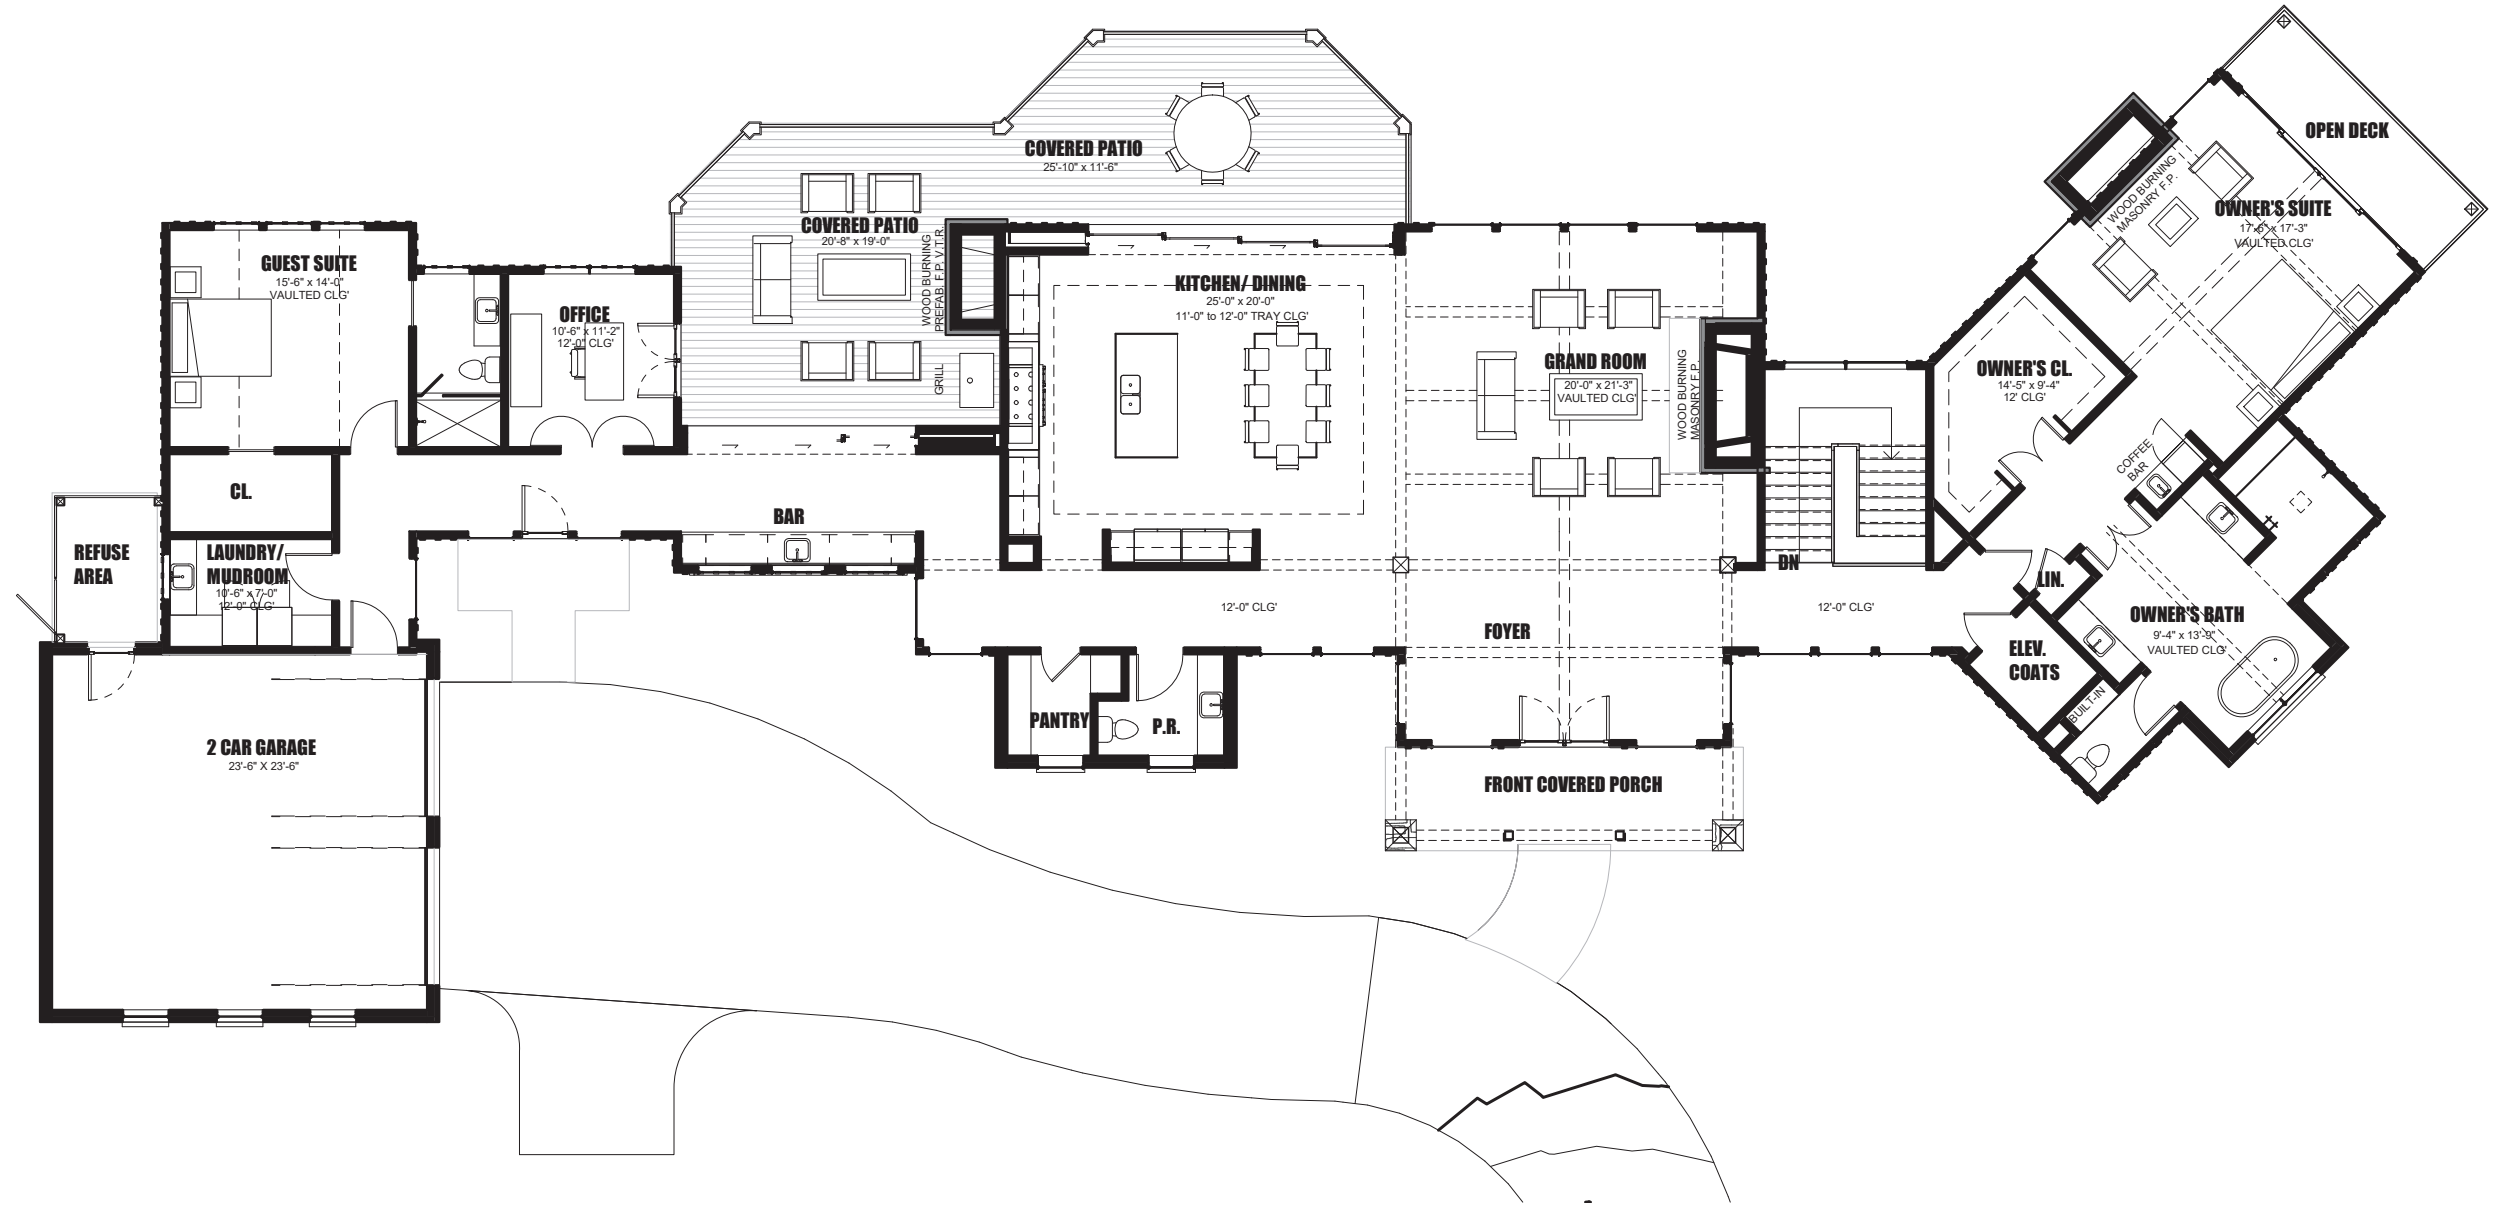 OPEN DECK
COVERED PATIO
25'-10" x 11'-6"
WOOD BURNING
MASONRY F.P.
OWNER'S SUITE
17'-6" x 17'-3"
VAULTED CLG'
COVERED PATIO
20'-8" x 19'-0"
WOOD BURNING
PREFAB. F.P. V.T.R.
GUEST SUITE
15'-6" x 14'-0"
VAULTED CLG'
KITCHEN/ DINING
25'-0" x 20'-0"
11'-0" to 12'-0" TRAY CLG'
OFFICE
10'-6" x 11'-2"
12'-0" CLG'
GRILL
GRAND ROOM
20'-0" x 21'-3"
VAULTED CLG'
WOOD BURNING
MASONRY F.P.
OWNER'S CL.
14'-5" x 9'-4"
12' CLG'
COFFEE
BAR
CL.
BAR
REFUSE
AREA
LAUNDRY/
MUDROOM
10'-6" x 7'-0"
12'-0" CLG'
DN
LIN.
12'-0" CLG'
12'-0" CLG'
OWNER'S BATH
9'-4" x 13'-9"
VAULTED CLG'
FOYER
ELEV.
COATS
BUILT-IN
PANTRY
P.R.
2 CAR GARAGE
23'-6" X 23'-6"
FRONT COVERED PORCH